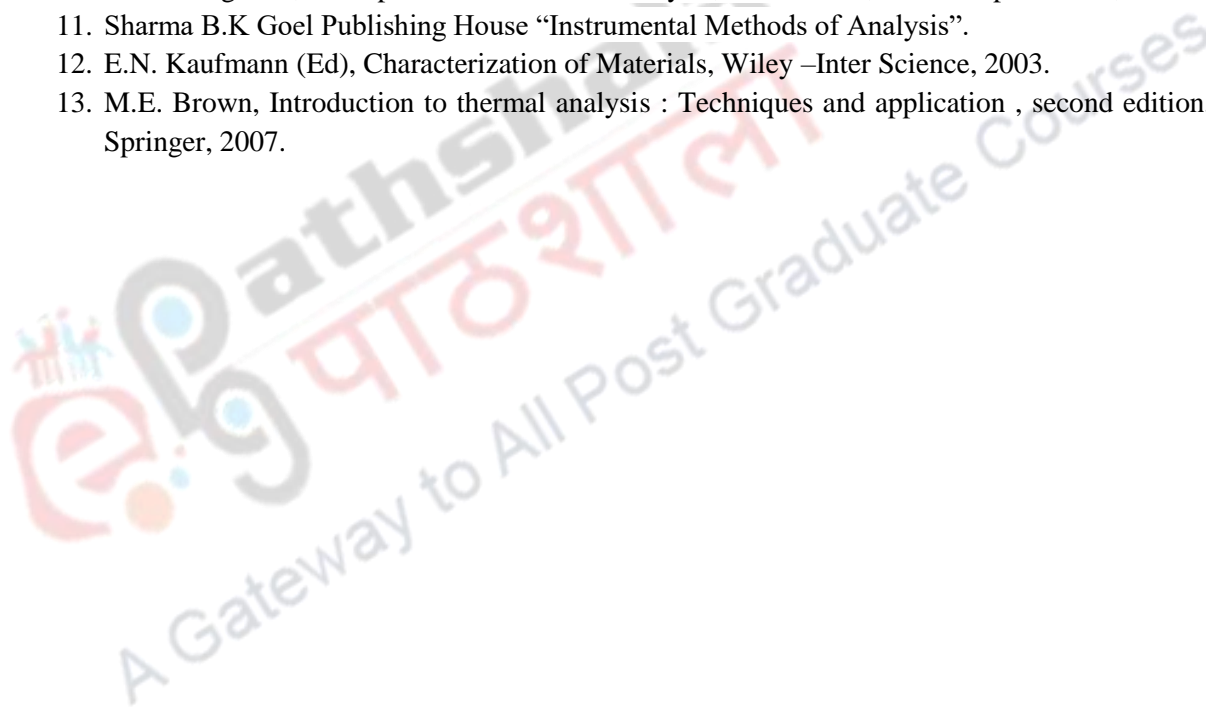 11. Sharma B.K Goel Publishing House “Instrumental Methods of Analysis”.
12. E.N. Kaufmann (Ed), Characterization of Materials, Wiley –Inter Science, 2003.
13. M.E. Brown, Introduction to thermal analysis : Techniques and application , second edition
Springer, 2007.
e
pg
athsha
पाठशाला
A Gateway to All Post Graduate Courses